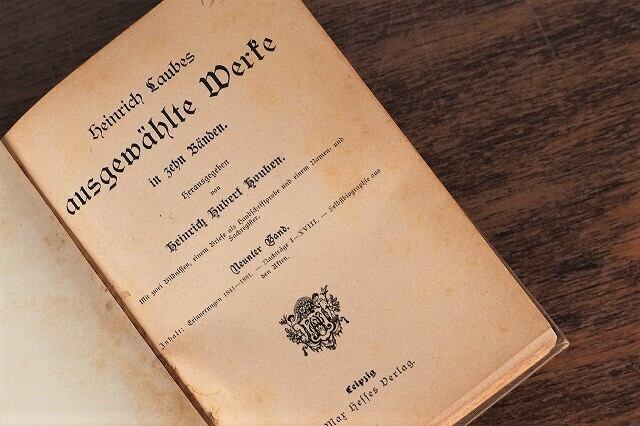 Heinrich Laubes
ausgewählte Werke
in zehn Bänden.
Herausgegeben
von
Heinrich Hubert Houben.
Mit zwei Bildnissen, einem Briefe als Handschriftprobe und einem Namen- und
Sachregister.
Neunter Band.
Inhalt: Erinnerungen 1841—1881. — Nachträge I—XVIII. — Selbstbiographie aus
den Akten.
Leipzig
Max Hesses Verlag.